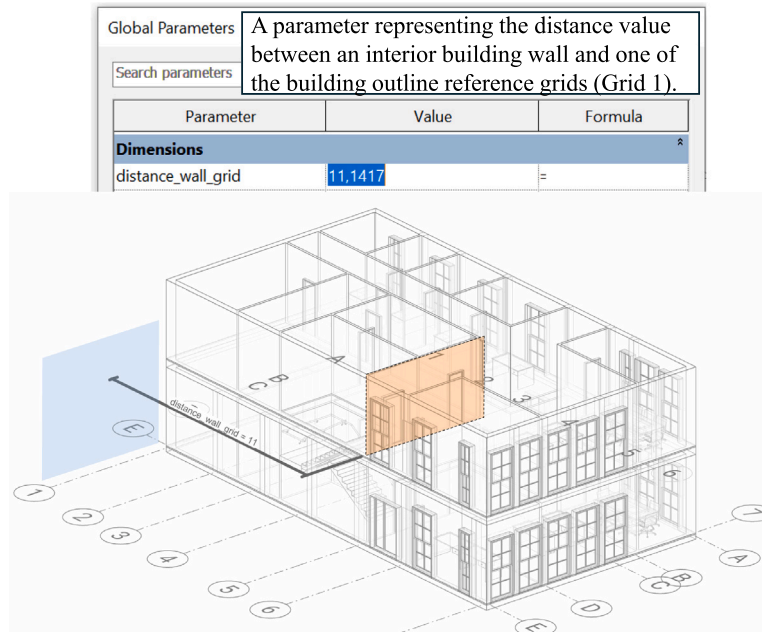 Global Parameters
A parameter representing the distance value
between an interior building wall and one of
the building outline reference grids (Grid 1).
Search parameters
Parameter Value Formula
Dimensions
distance_wall_grid 11,1417 =
1
A
2
B
C
3
4
distance_wall_grid = 11
E
5
6
1
2
3
4
5
6
7
A
B
C
D
E